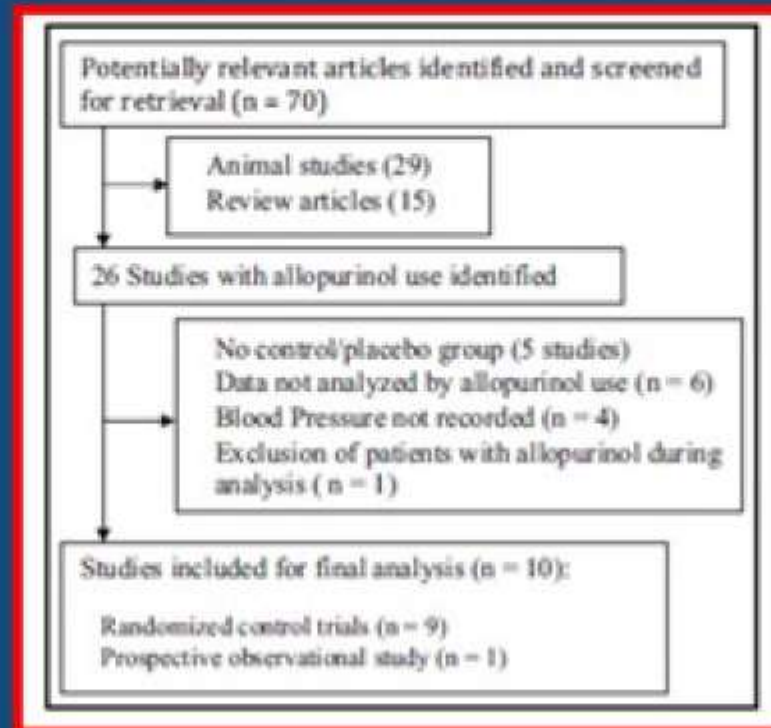 Potentially relevant articles identified and screened
for retrieval (n = 70)
Animal studies (29)
Review articles (15)
26 Studies with allopurinol use identified
No control/placebo group (5 studies)
Data not analyzed by allopurinol use (n = 6)
Blood Pressure not recorded (n = 4)
Exclusion of patients with allopurinol during
analysis ( n = 1)
Studies included for final analysis (n = 10):
Randomized control trials (n = 9)
Prospective observational study (n = 1)